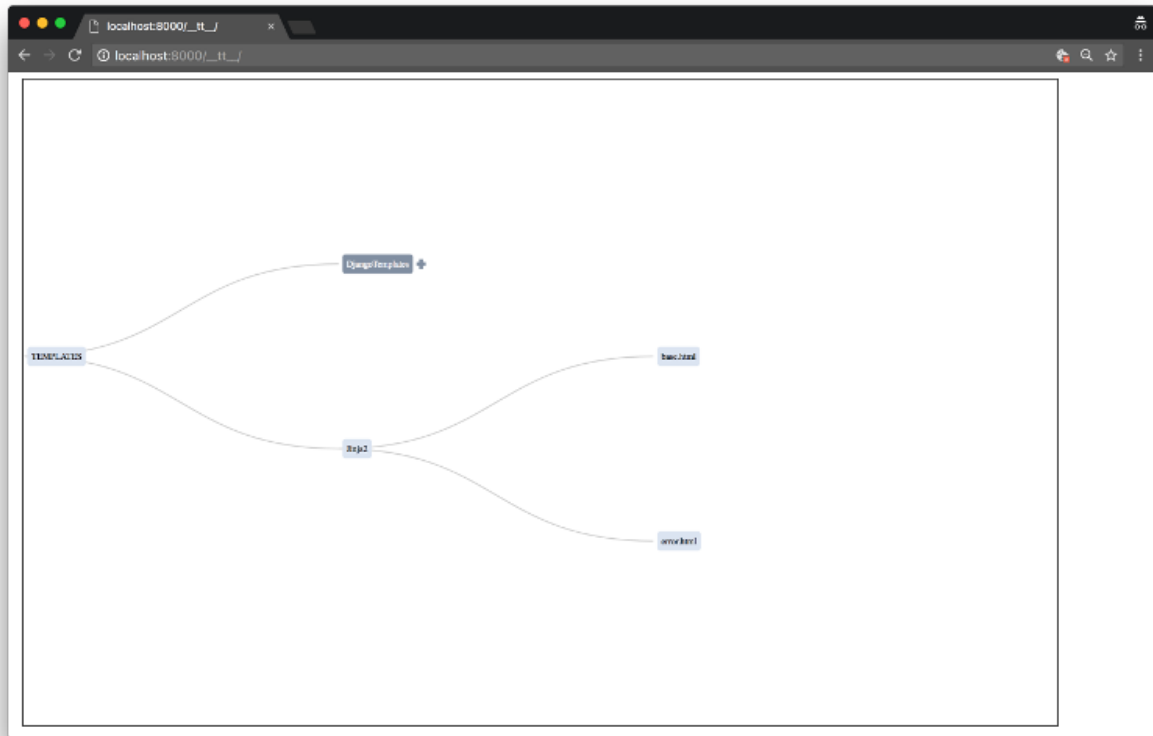 localhost:8000/__tt__/
localhost:8000/__tt__/
DjangoTemplates
TEMPLATES
base.html
Jinja2
error.html